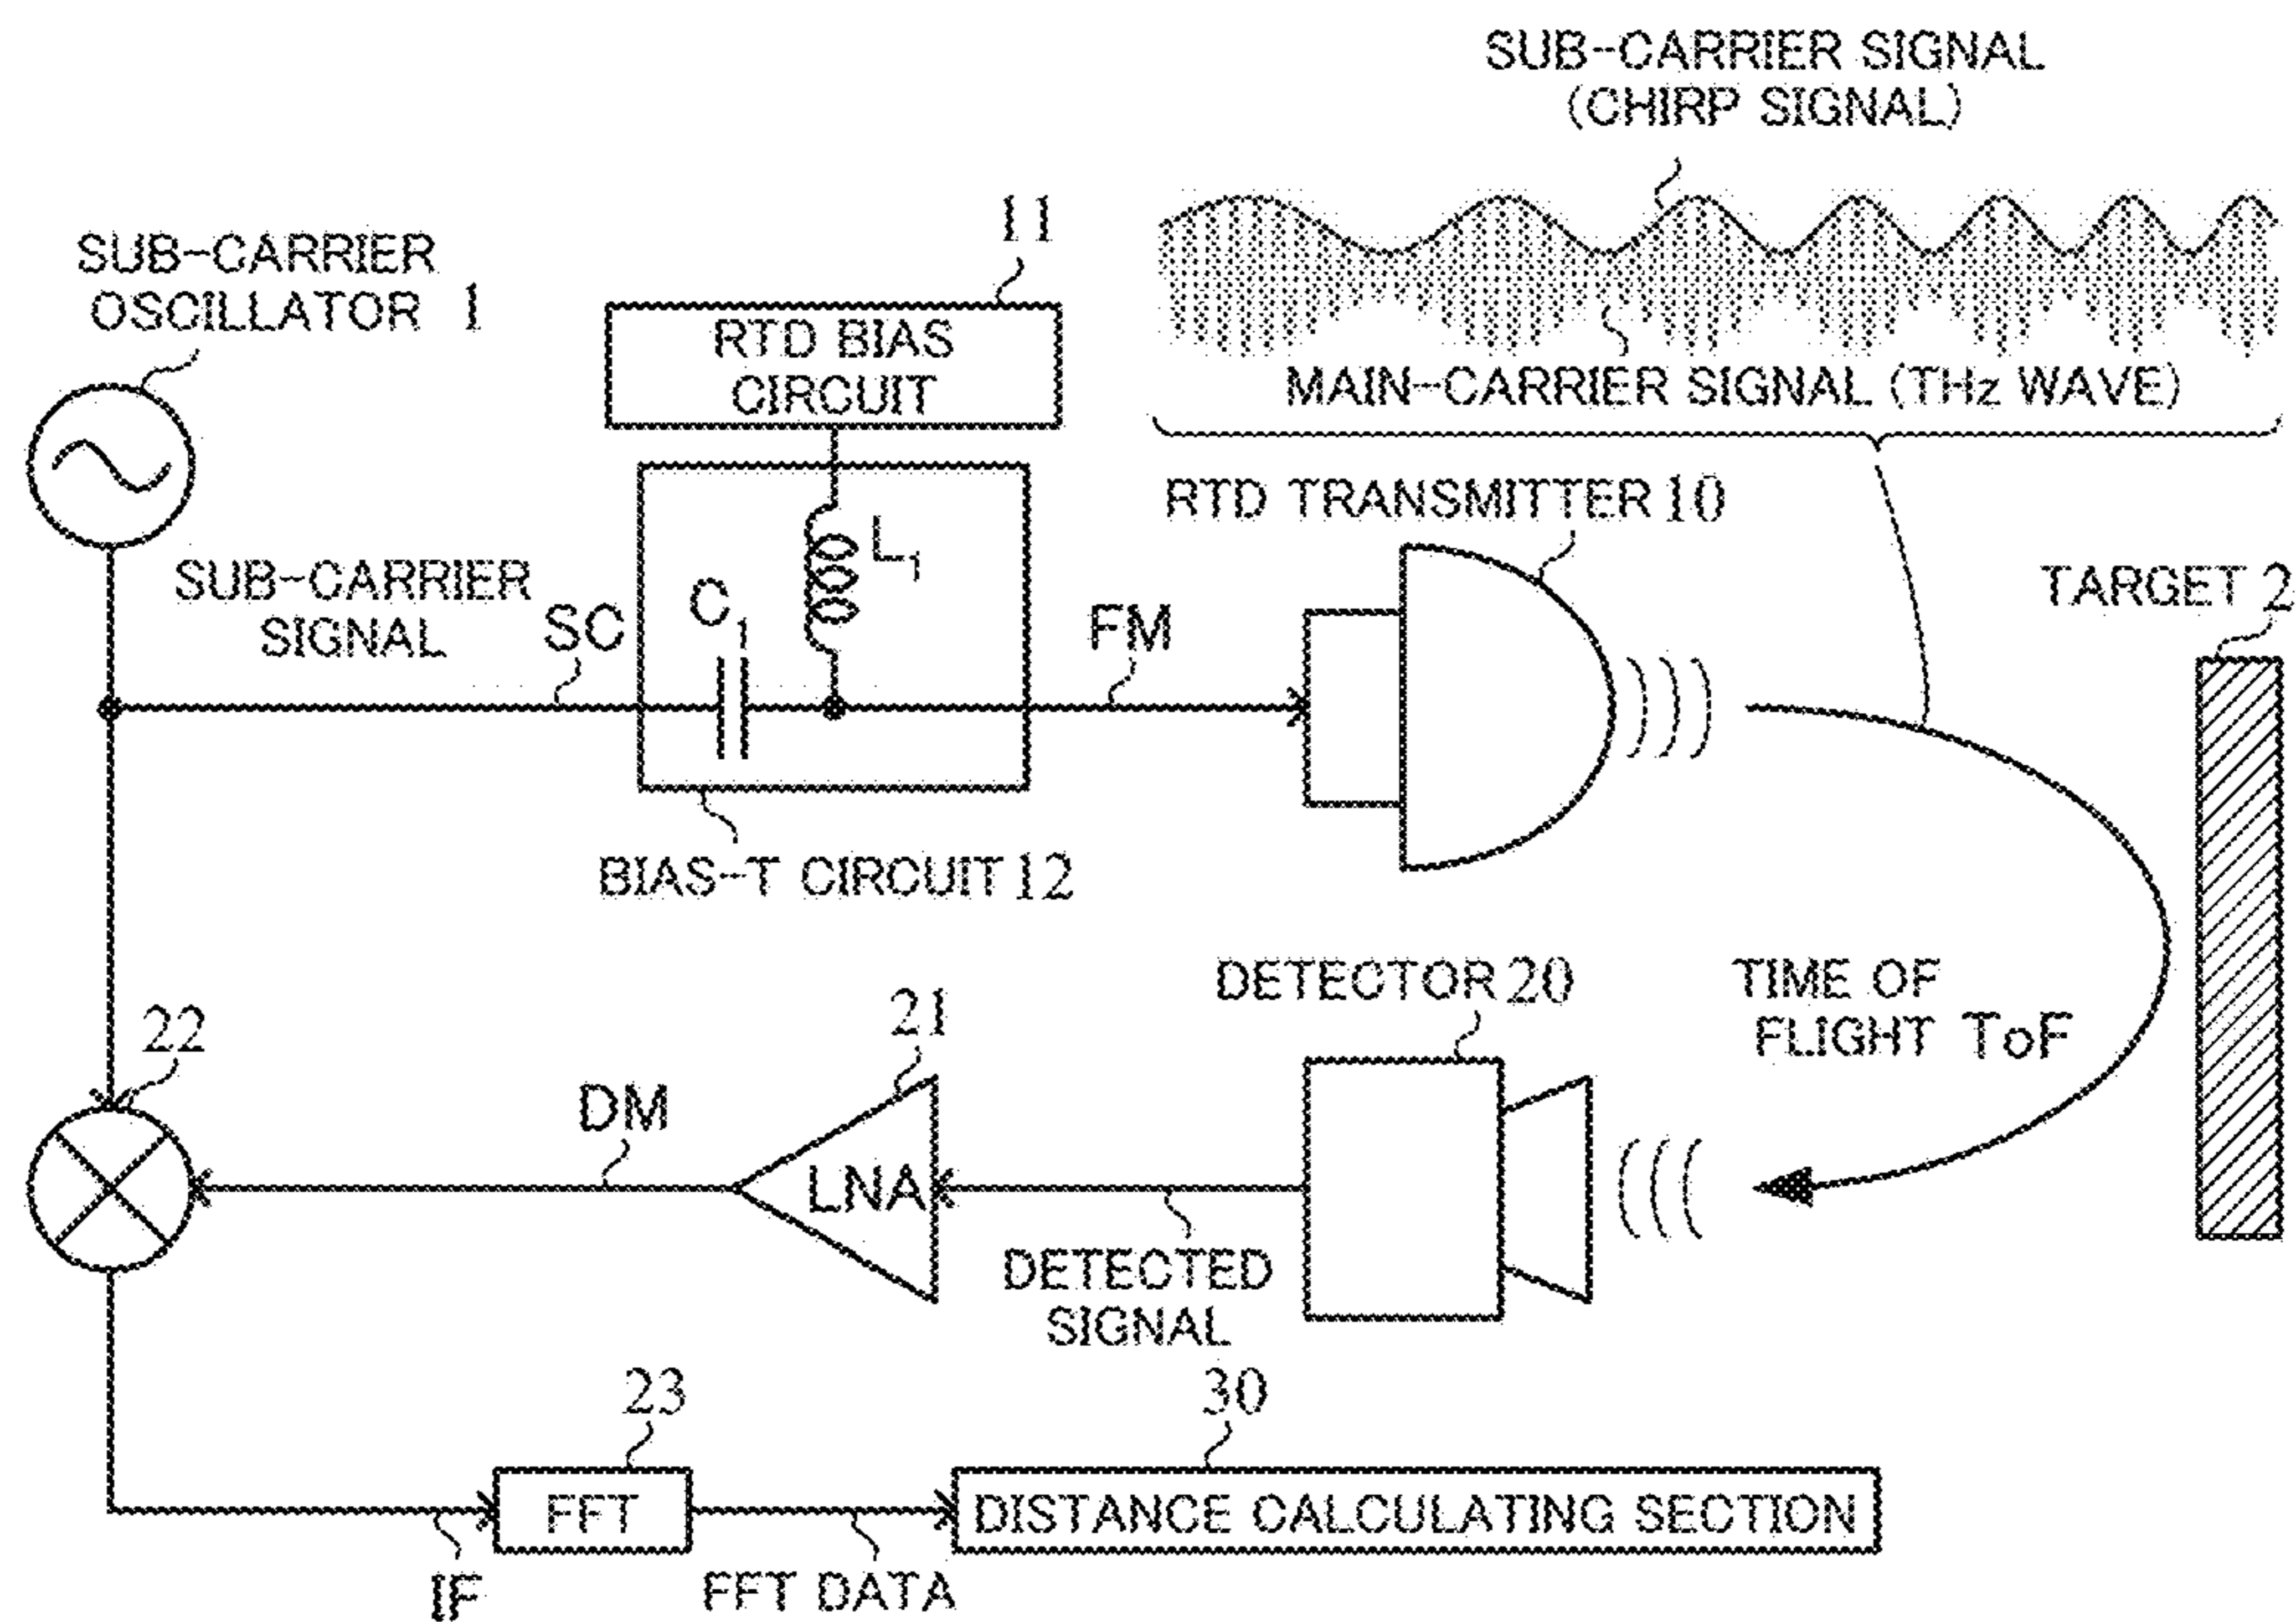 SUB-CARRIER SIGNAL
(CHIRP SIGNAL)
11
SUB-CARRIER
OSCILLATOR 1
RTD BIAS
CIRCUIT
MAIN-CARRIER SIGNAL (THz WAVE)
RTD TRANSMITTER 10
L1
C1
SUB-CARRIER
SIGNAL
SC
FM
TARGET 2
BIAS-T CIRCUIT 12
DETECTOR 20
TIME OF
FLIGHT ToF
22
21
DM
LNA
DETECTED
SIGNAL
23
30
FFT
DISTANCE CALCULATING SECTION
IF
FFT DATA